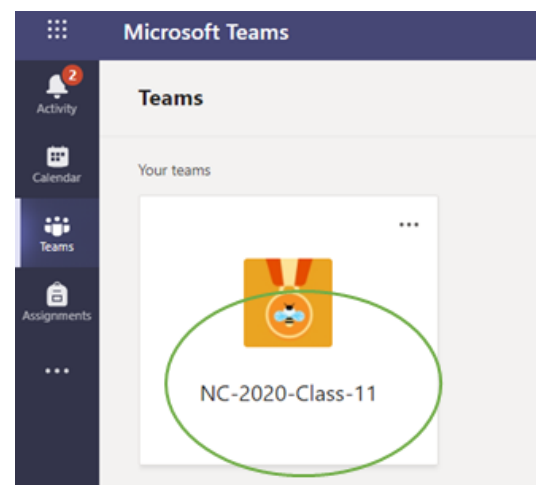 Microsoft Teams
2
Activity
Calendar
Teams
Assignments
Teams
Your teams
NC-2020-Class-11